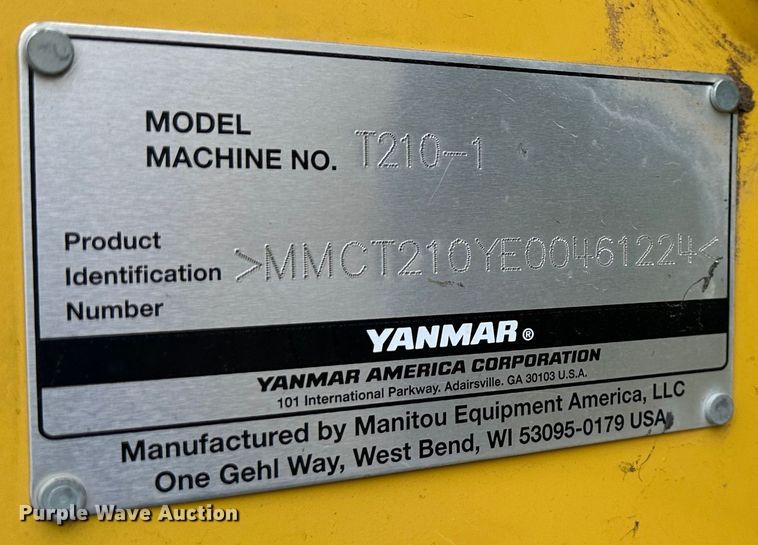 MODEL
MACHINE NO. T210-1
Product
Identification >MMCT210YE00461224<
Number
YANMAR®
YANMAR AMERICA CORPORATION
101 International Parkway. Adairsville. GA 30103 U.S.A.
Manufactured by Manitou Equipment America, LLC
One Gehl Way, West Bend, WI 53095-0179 USA
Purple Wave Auction